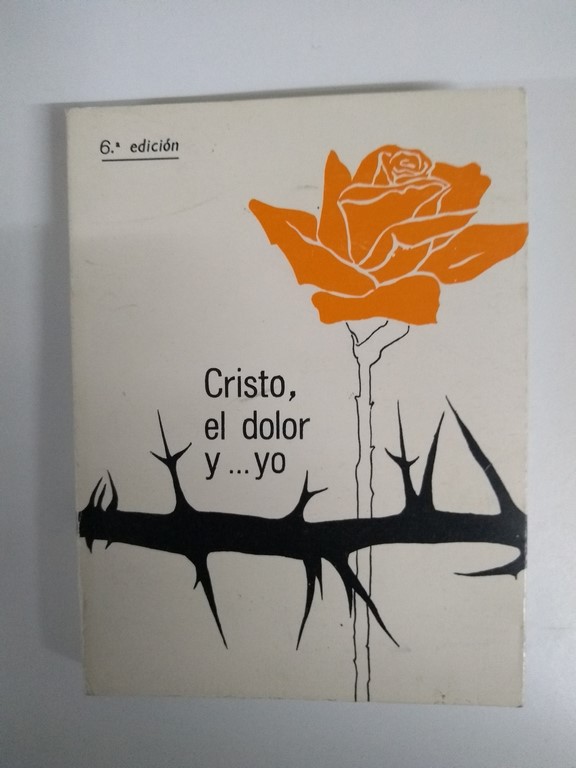 6.ª edición
Cristo,
el dolor
y ... yo